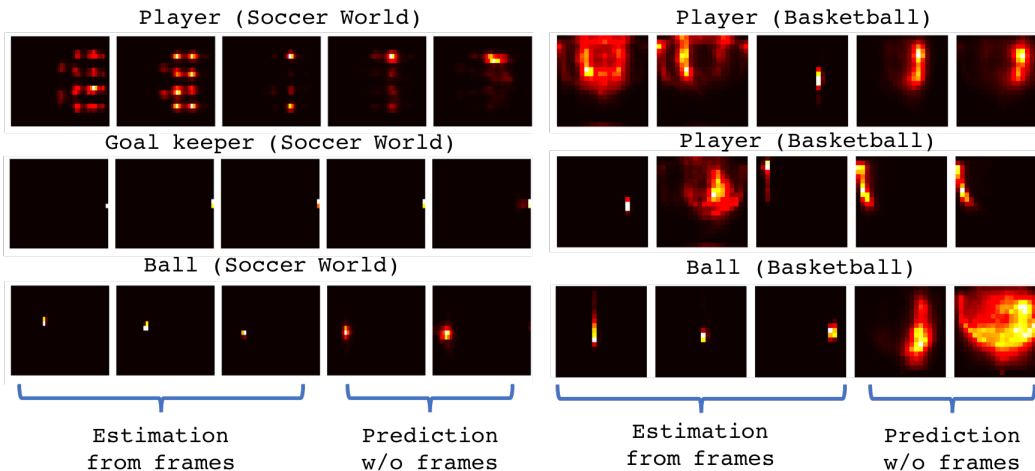 Player (Soccer World)
Player (Basketball)
Goal keeper (Soccer World)
Player (Basketball)
Ball (Soccer World)
Ball (Basketball)
Estimation
from frames
Prediction
w/o frames
Estimation
from frames
Prediction
w/o frames